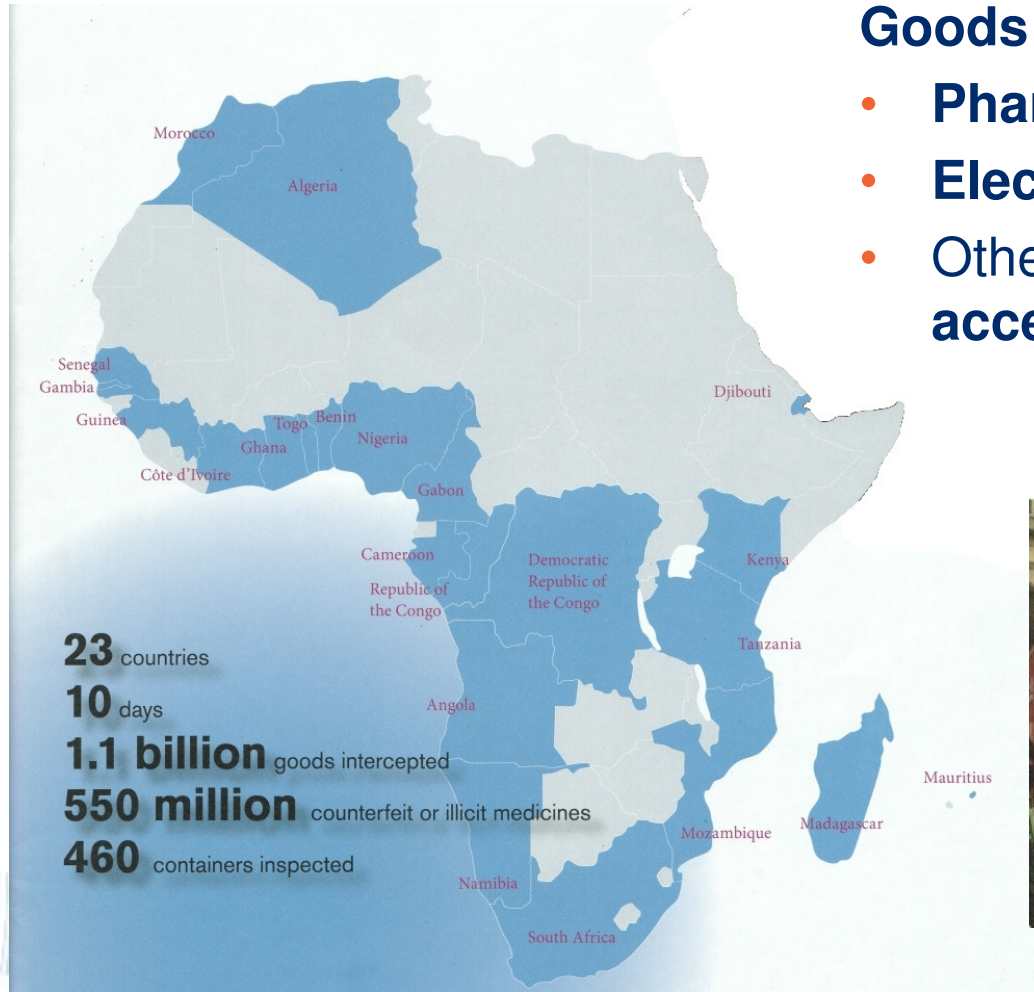 Goods
Phar
Elec
Othe
acce
Morocco
Algeria
Senegal
Gambia
Guinea
Côte d'Ivoire
Ghana
Togo
Benin
Nigeria
Gabon
Djibouti
Cameroon
Republic of
the Congo
Democratic
Republic of
the Congo
Kenya
Tanzania
Angola
Mauritius
Madagascar
Mozambique
Namibia
South Africa
23 countries
10 days
1.1 billion goods intercepted
550 million counterfeit or illicit medicines
460 containers inspected